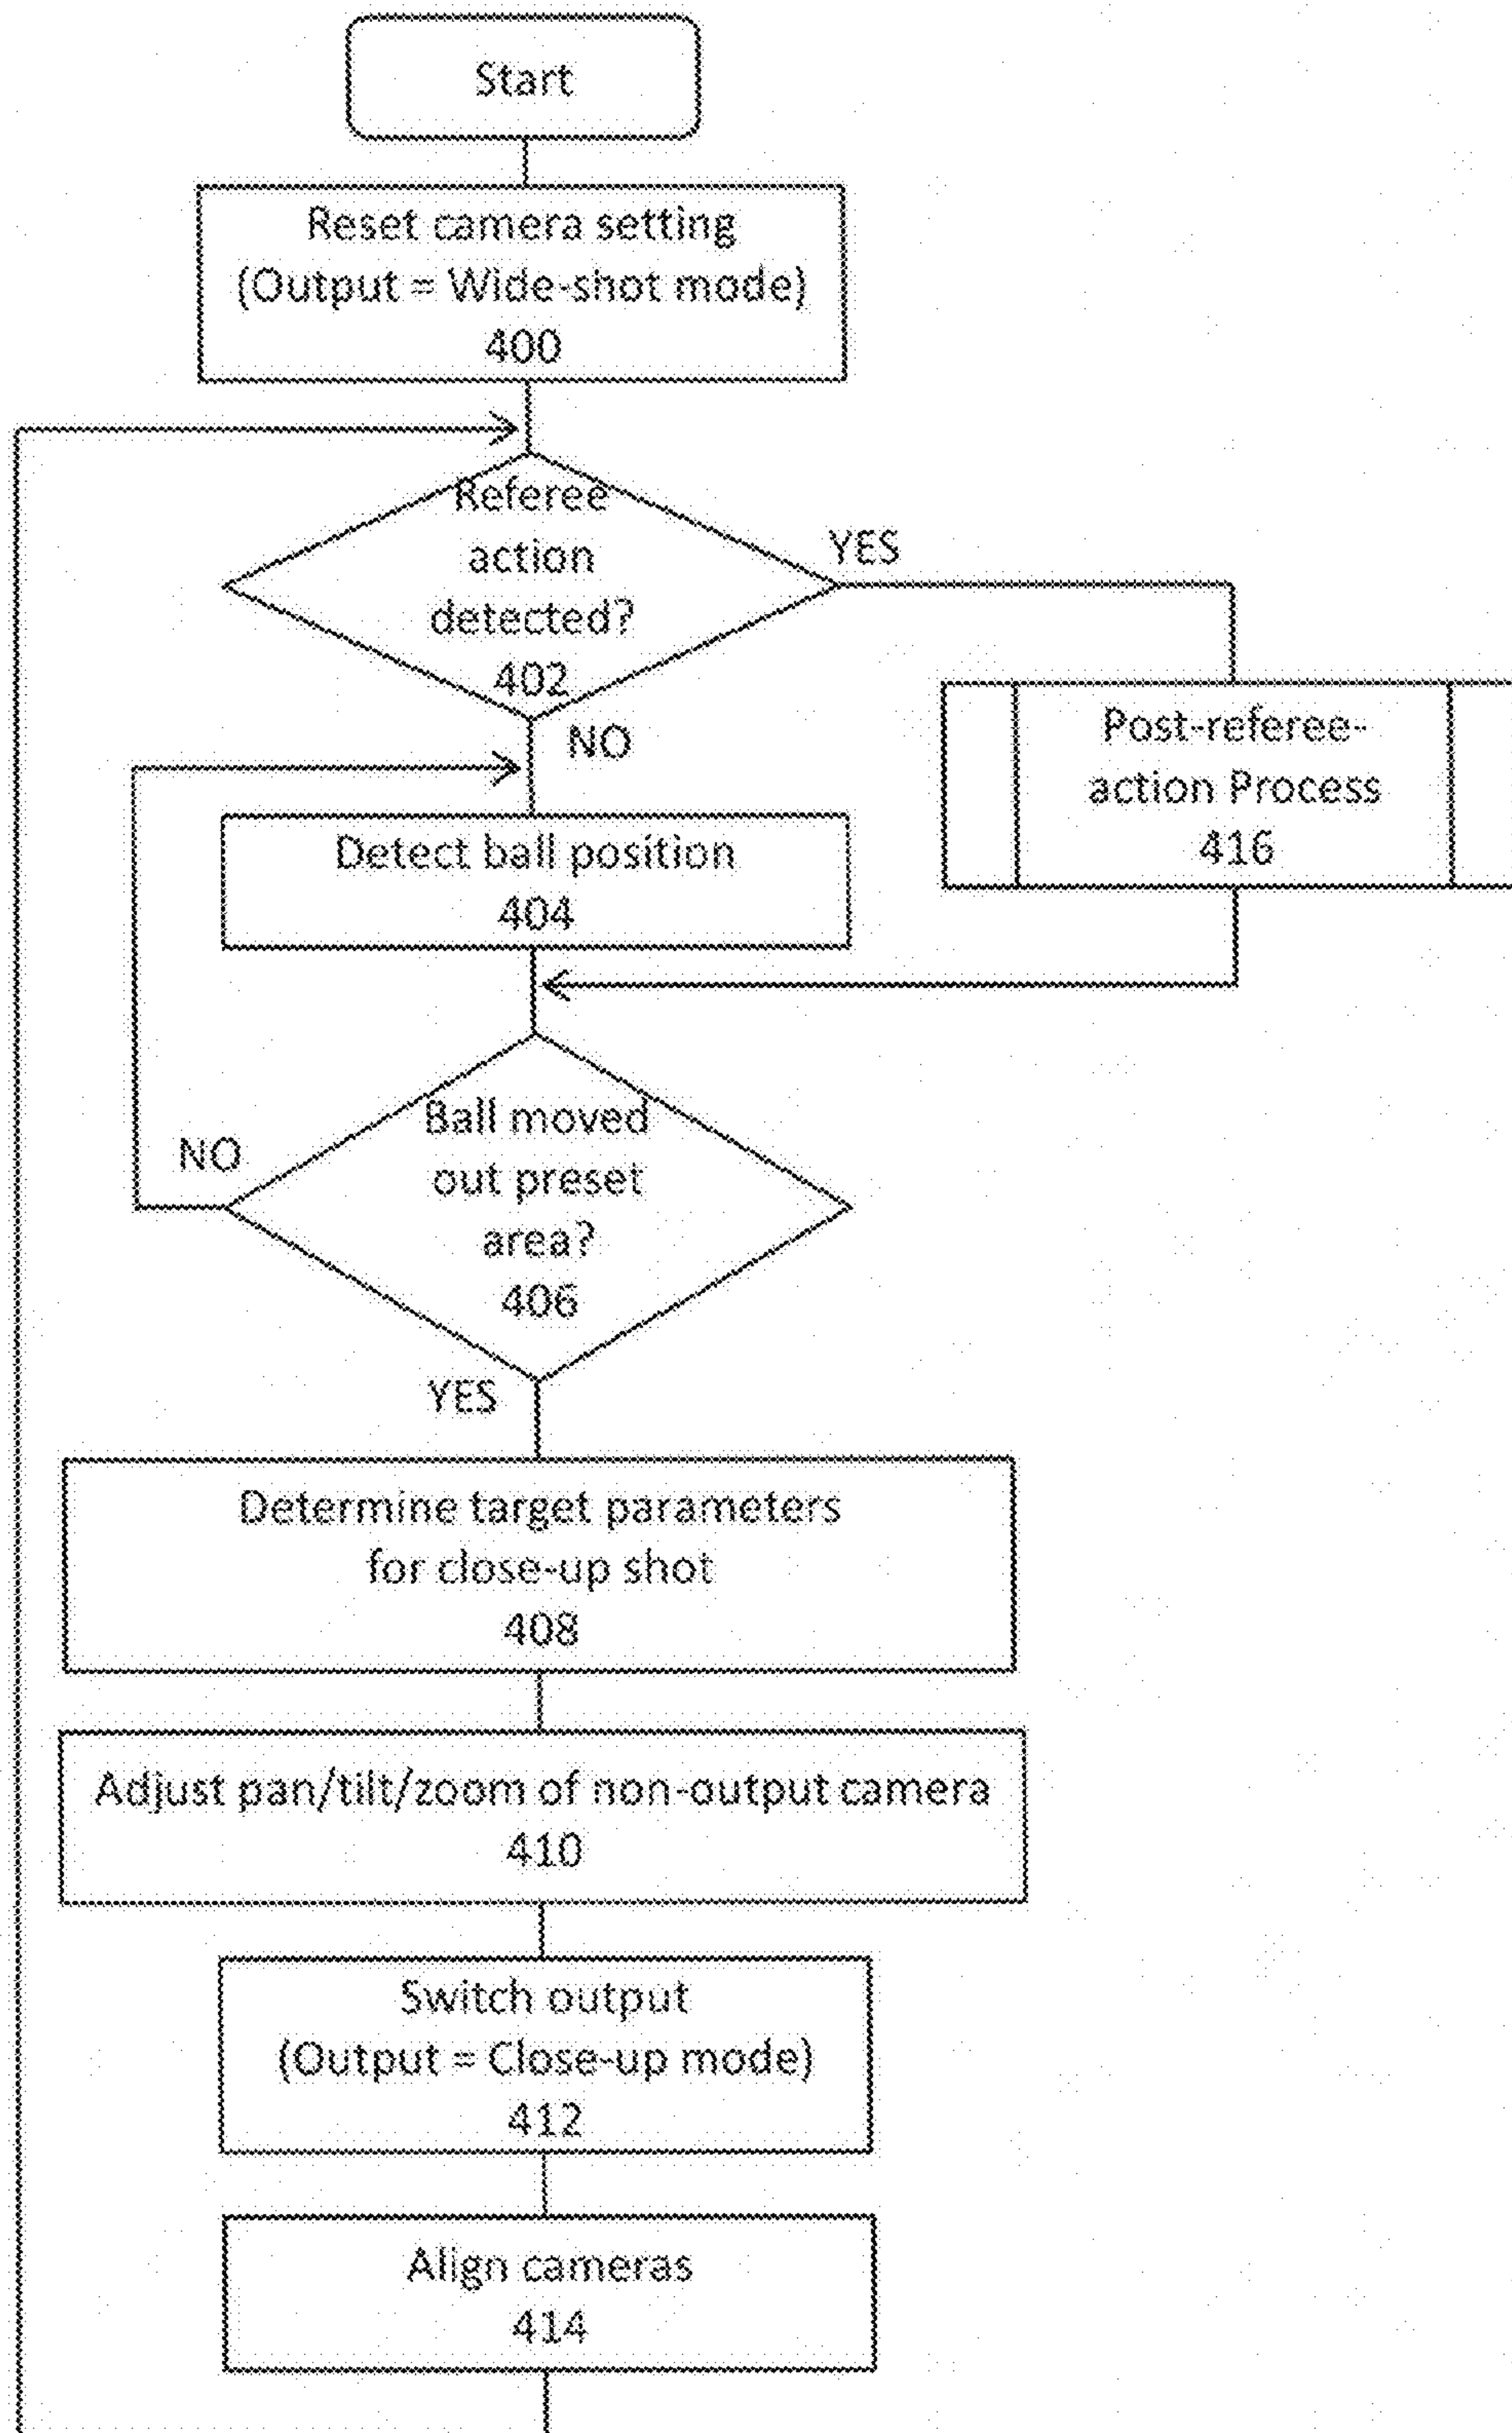 Start
Reset camera setting
(Output = Wide-shot mode)
400
Referee
action
detected?
402
YES
NO
Post-referee-
action Process
416
Detect ball position
404
Ball moved
out preset
area?
406
NO
YES
Determine target parameters
for close-up shot
408
Adjust pan/tilt/zoom of non-output camera
410
Switch output
(Output = Close-up mode)
412
Align cameras
414